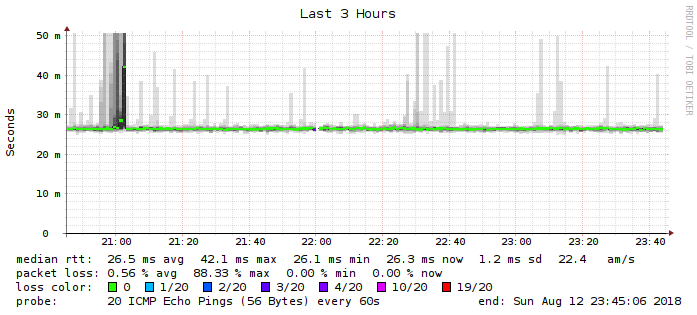 Last 3 Hours
RRDTOOL / TOBI OETIKER
Seconds
50 m
40 m
30 m
20 m
10 m
0
21:00 21:20 21:40 22:00 22:20 22:40 23:00 23:20 23:40
median rtt: 26.5 ms avg 42.1 ms max 26.1 ms min 26.3 ms now 1.2 ms sd 22.4 am/s
packet loss: 0.56 % avg 88.33 % max 0.00 % min 0.00 % now
loss color: 0 1/20 2/20 3/20 4/20 10/20 19/20
probe: 20 ICMP Echo Pings (56 Bytes) every 60s end: Sun Aug 12 23:45:06 2018